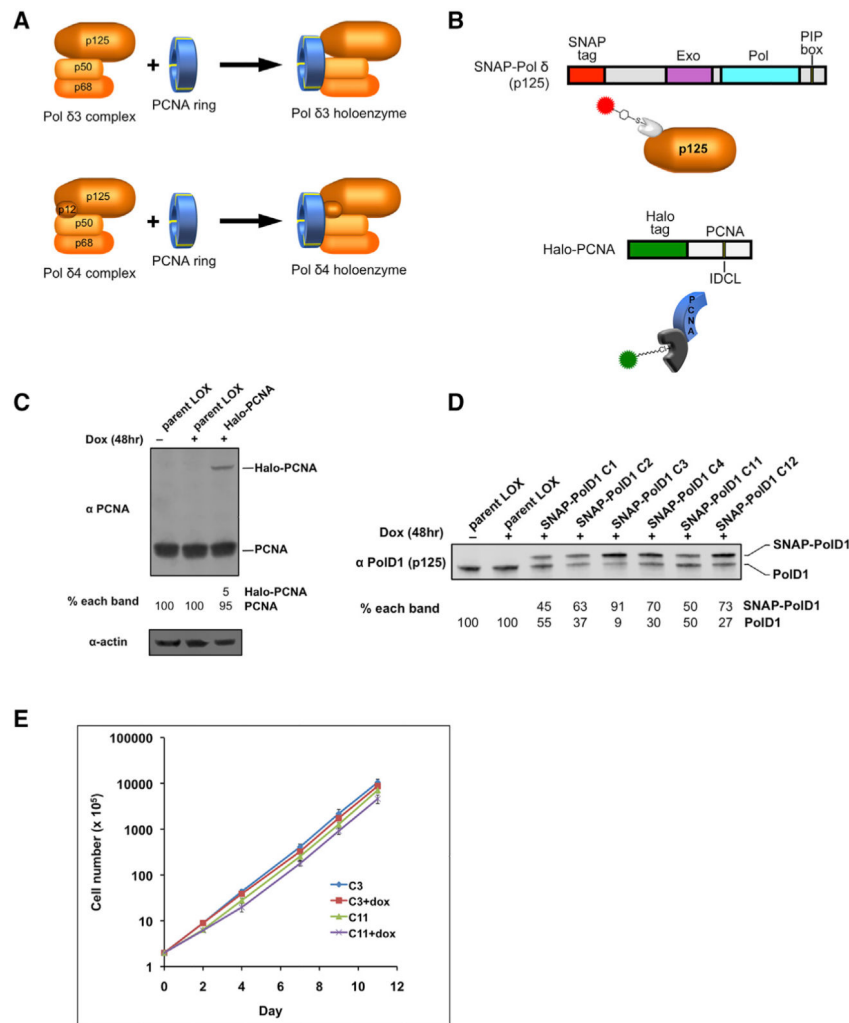 A
p125
p50
p68
Pol δ3 complex
+
PCNA ring
Pol δ3 holoenzyme
p125
p12
p50
p68
Pol δ4 complex
+
PCNA ring
Pol δ4 holoenzyme
B
SNAP-Pol δ
(p125)
SNAP
tag
Exo
Pol
PIP
box
S
p125
Halo-PCNA
Halo
tag
PCNA
IDCL
PCNA
C
parent LOX
parent LOX
Halo-PCNA
Dox (48hr) – + +
α PCNA
Halo-PCNA
PCNA
5 Halo-PCNA
% each band
100 100 95 PCNA
α-actin
D
parent LOX
parent LOX
SNAP-PolD1 C1
SNAP-PolD1 C2
SNAP-PolD1 C3
SNAP-PolD1 C4
SNAP-PolD1 C11
SNAP-PolD1 C12
Dox (48hr) – + + + + + + +
α PolD1 (p125)
SNAP-PolD1
PolD1
% each band
45 63 91 70 50 73 SNAP-PolD1
100 100 55 37 9 30 50 27 PolD1
E
Cell number (x 10⁵)
100000
10000
1000
100
10
1
C3
C3+dox
C11
C11+dox
0 2 4 6 8 10 12
Day